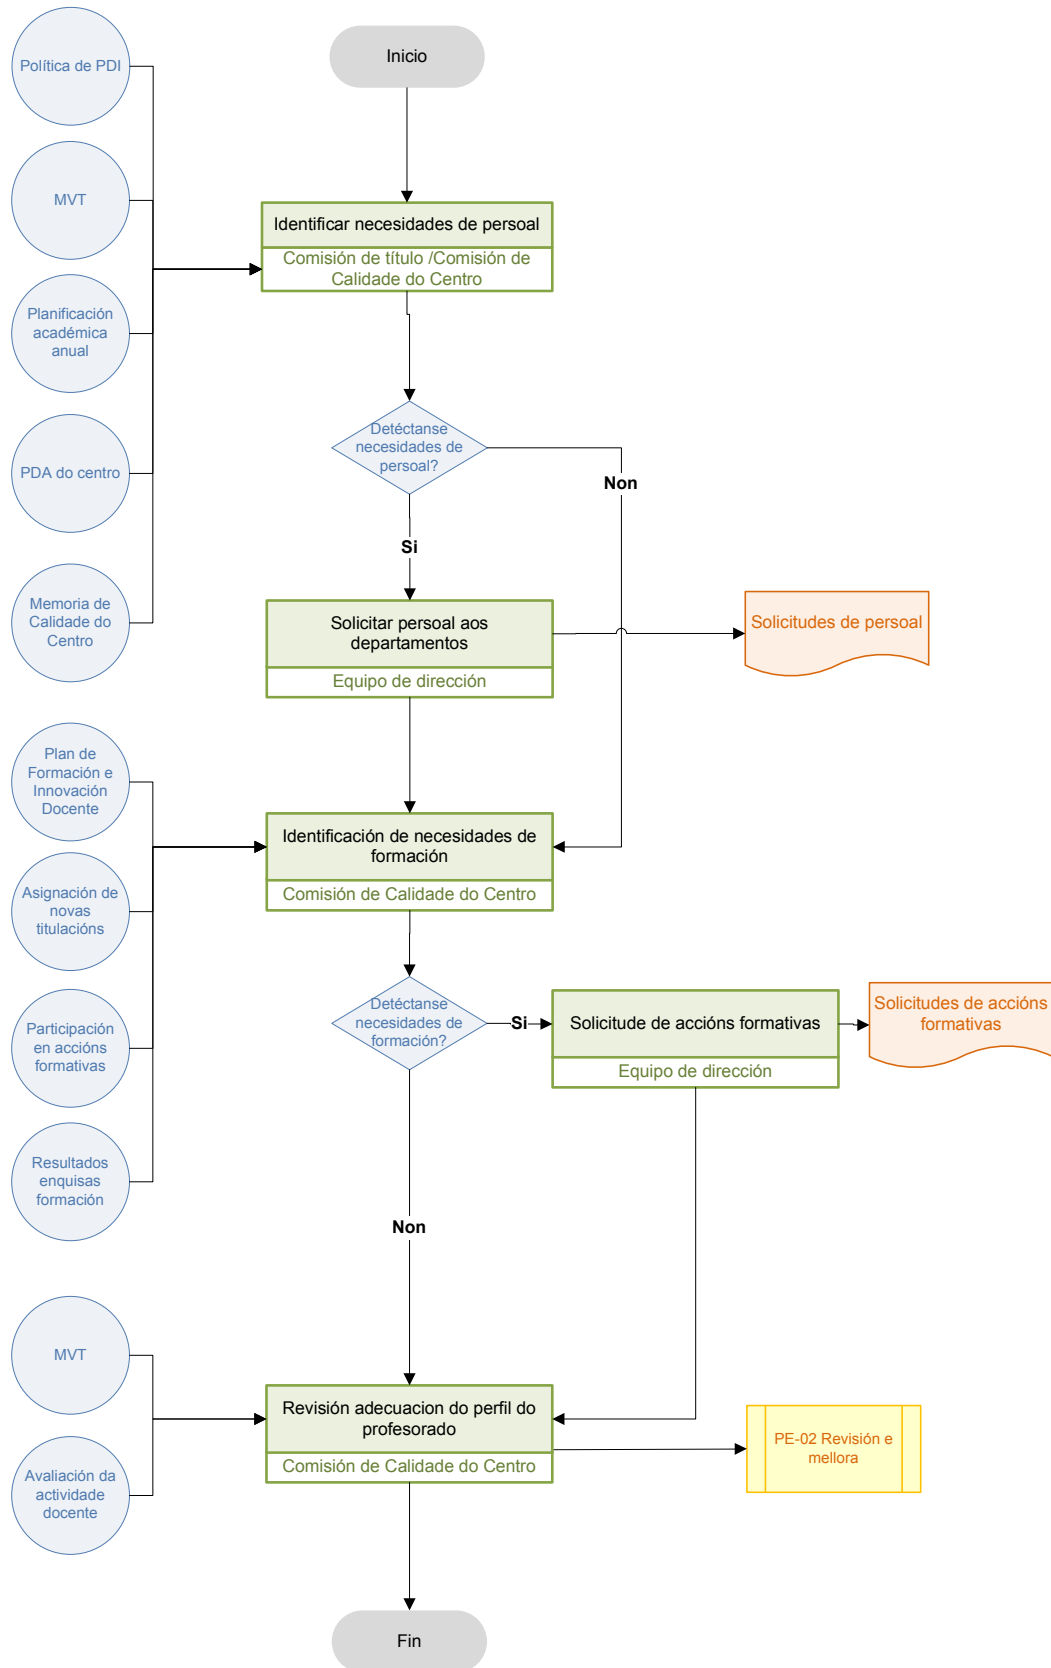 Política de PDI
Inicio
MVT
Identificar necesidades de persoal
Comisión de título /Comisión de
Calidade do Centro
Planificación
académica
anual
Detéctanse
necesidades de
persoal?
PDA do centro
Non
Si
Memoria de
Calidade do
Centro
Solicitar persoal aos
departamentos
Equipo de dirección
Solicitudes de persoal
Plan de
Formación e
Innovación
Docente
Identificación de necesidades de
formación
Comisión de Calidade do Centro
Asignación de
novas
titulacións
Participación
en accións
formativas
Detéctanse
necesidades de
formación?
Si
Solicitude de accións formativas
Equipo de dirección
Solicitudes de accións
formativas
Resultados
enquisas
formación
Non
MVT
Revisión adecuacion do perfil do
profesorado
Comisión de Calidade do Centro
PE-02 Revisión e
mellora
Avaliación da
actividade
docente
Fin